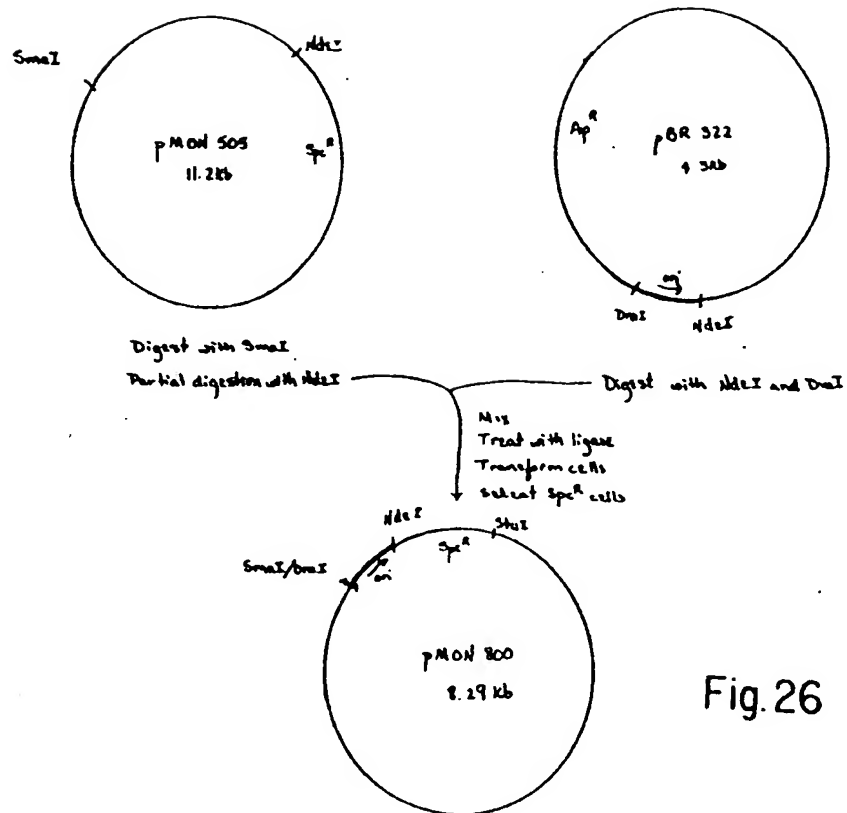 SmaI
NdeI
pMON 505
11.2kb
SpcR
ApR
pBR 322
4.3kb
ori
DraI
NdeI
Digest with SmaI
Partial digestion with NdeI
Digest with NdeI and DraI
Mix
Treat with ligase
Transform cells
Select SpcR cells
NdeI
StuI
SpcR
SmaI/DraI
ori
pMON 800
8.29 kb
Fig. 26